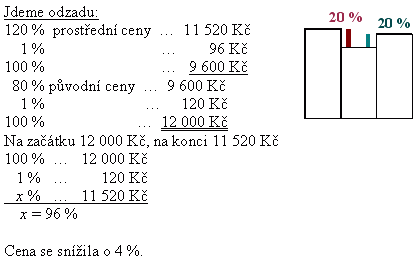 Jdeme odzadu:
120 % prostřední ceny … 11 520 Kč
1 % … 96 Kč
100 % … 9 600 Kč
80 % původní ceny … 9 600 Kč
1 % … 120 Kč
100 % … 12 000 Kč
Na začátku 12 000 Kč, na konci 11 520 Kč
100 % … 12 000 Kč
1 % … 120 Kč
x % … 11 520 Kč
x = 96 %
Cena se snížila o 4 %.
20 % 20 %